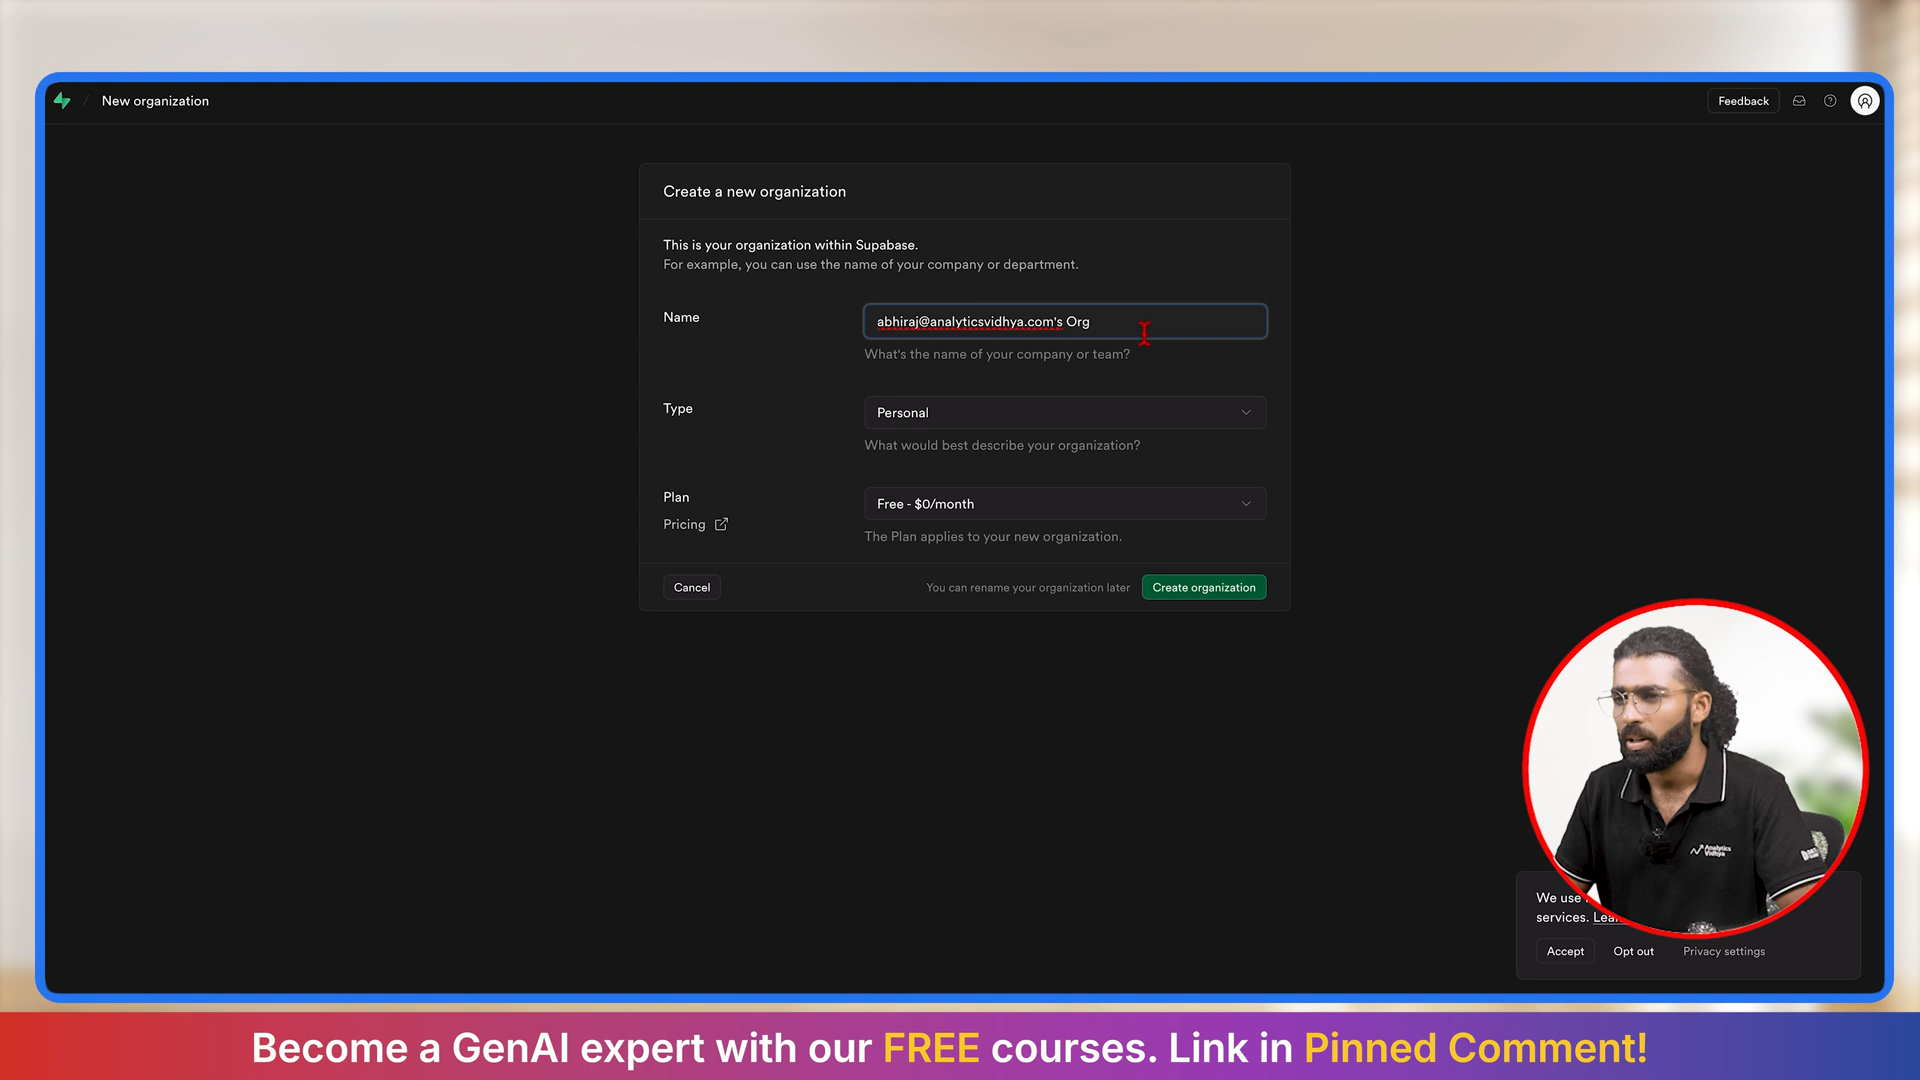 New organization
Feedback
Create a new organization
This is your organization within Supabase.
For example, you can use the name of your company or department.
Name
abhiraj@analyticsvidhya.com's Org
What's the name of your company or team?
Type
Personal
What would best describe your organization?
Plan
Pricing
Free - $0/month
The Plan applies to your new organization.
Cancel
You can rename your organization later
Create organization
Analytics
Vidhya
We use
services.
Accept
Opt out
Privacy settings
Become a GenAI expert with our FREE courses. Link in Pinned Comment!